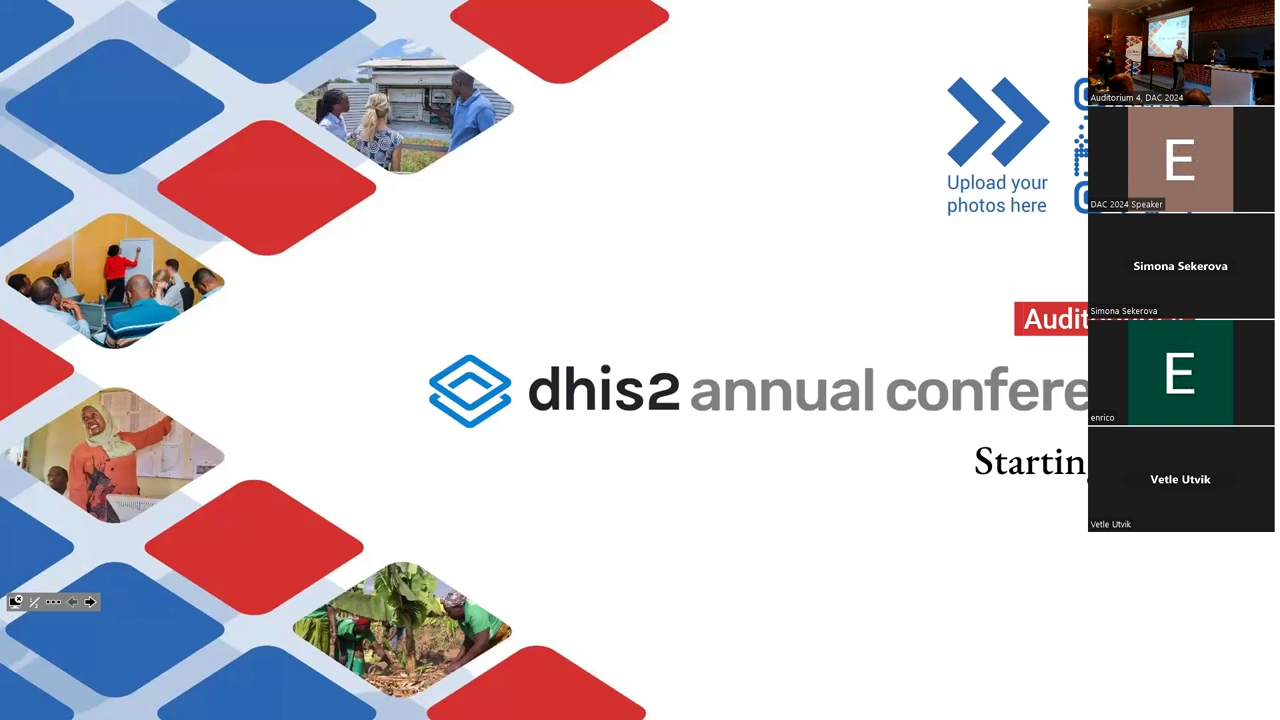 Upload your
photos here
Audit
dhis2 annual confere
Starting
Auditorium 4, DAC 2024
E
DAC 2024 Speaker
Simona Sekerova
Simona Sekerova
E
enrico
Vetle Utvik
Vetle Utvik